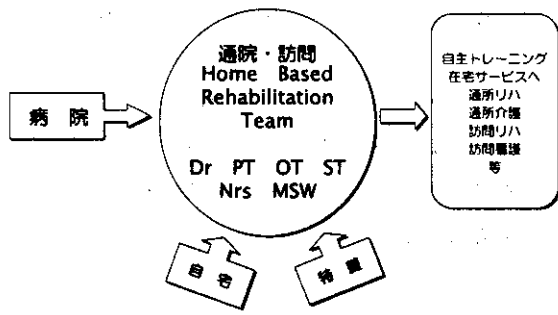 通院・訪問
Home Based
Rehabilitation
Team
Dr PT OT ST
Nrs MSW
病院
自主トレーニング
在宅サービスへ
通所リハ
通所介護
訪問リハ
訪問看護
等
自宅
特養